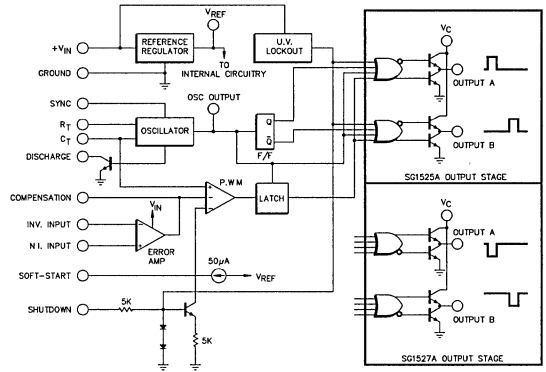 VREF
+VIN
REFERENCE
REGULATOR
U.V.
LOCKOUT
GROUND
TO
INTERNAL CIRCUITRY
SYNC
OSC OUTPUT
RT
CT
OSCILLATOR
Q
Q̅
F/F
DISCHARGE
P.WM
LATCH
COMPENSATION
VIN
INV. INPUT
N.I. INPUT
ERROR
AMP
SOFT-START
50µA
VREF
SHUTDOWN
5K
5K
VC
OUTPUT A
OUTPUT B
SG1525A OUTPUT STAGE
VC
OUTPUT A
OUTPUT B
SG1527A OUTPUT STAGE
+
-
-
-
+